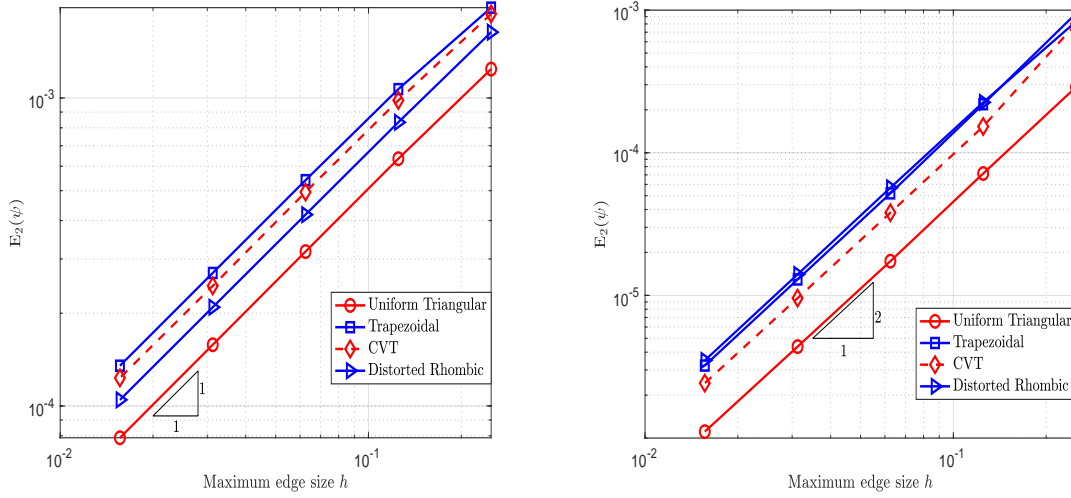 10^-3
10^-4
E₂(ψ)
10^-2
10^-1
Maximum edge size h
1
1
Uniform Triangular
Trapezoidal
CVT
Distorted Rhombic
10^-3
10^-4
10^-5
E₂(ψ)
10^-2
10^-1
Maximum edge size h
2
1
Uniform Triangular
Trapezoidal
CVT
Distorted Rhombic